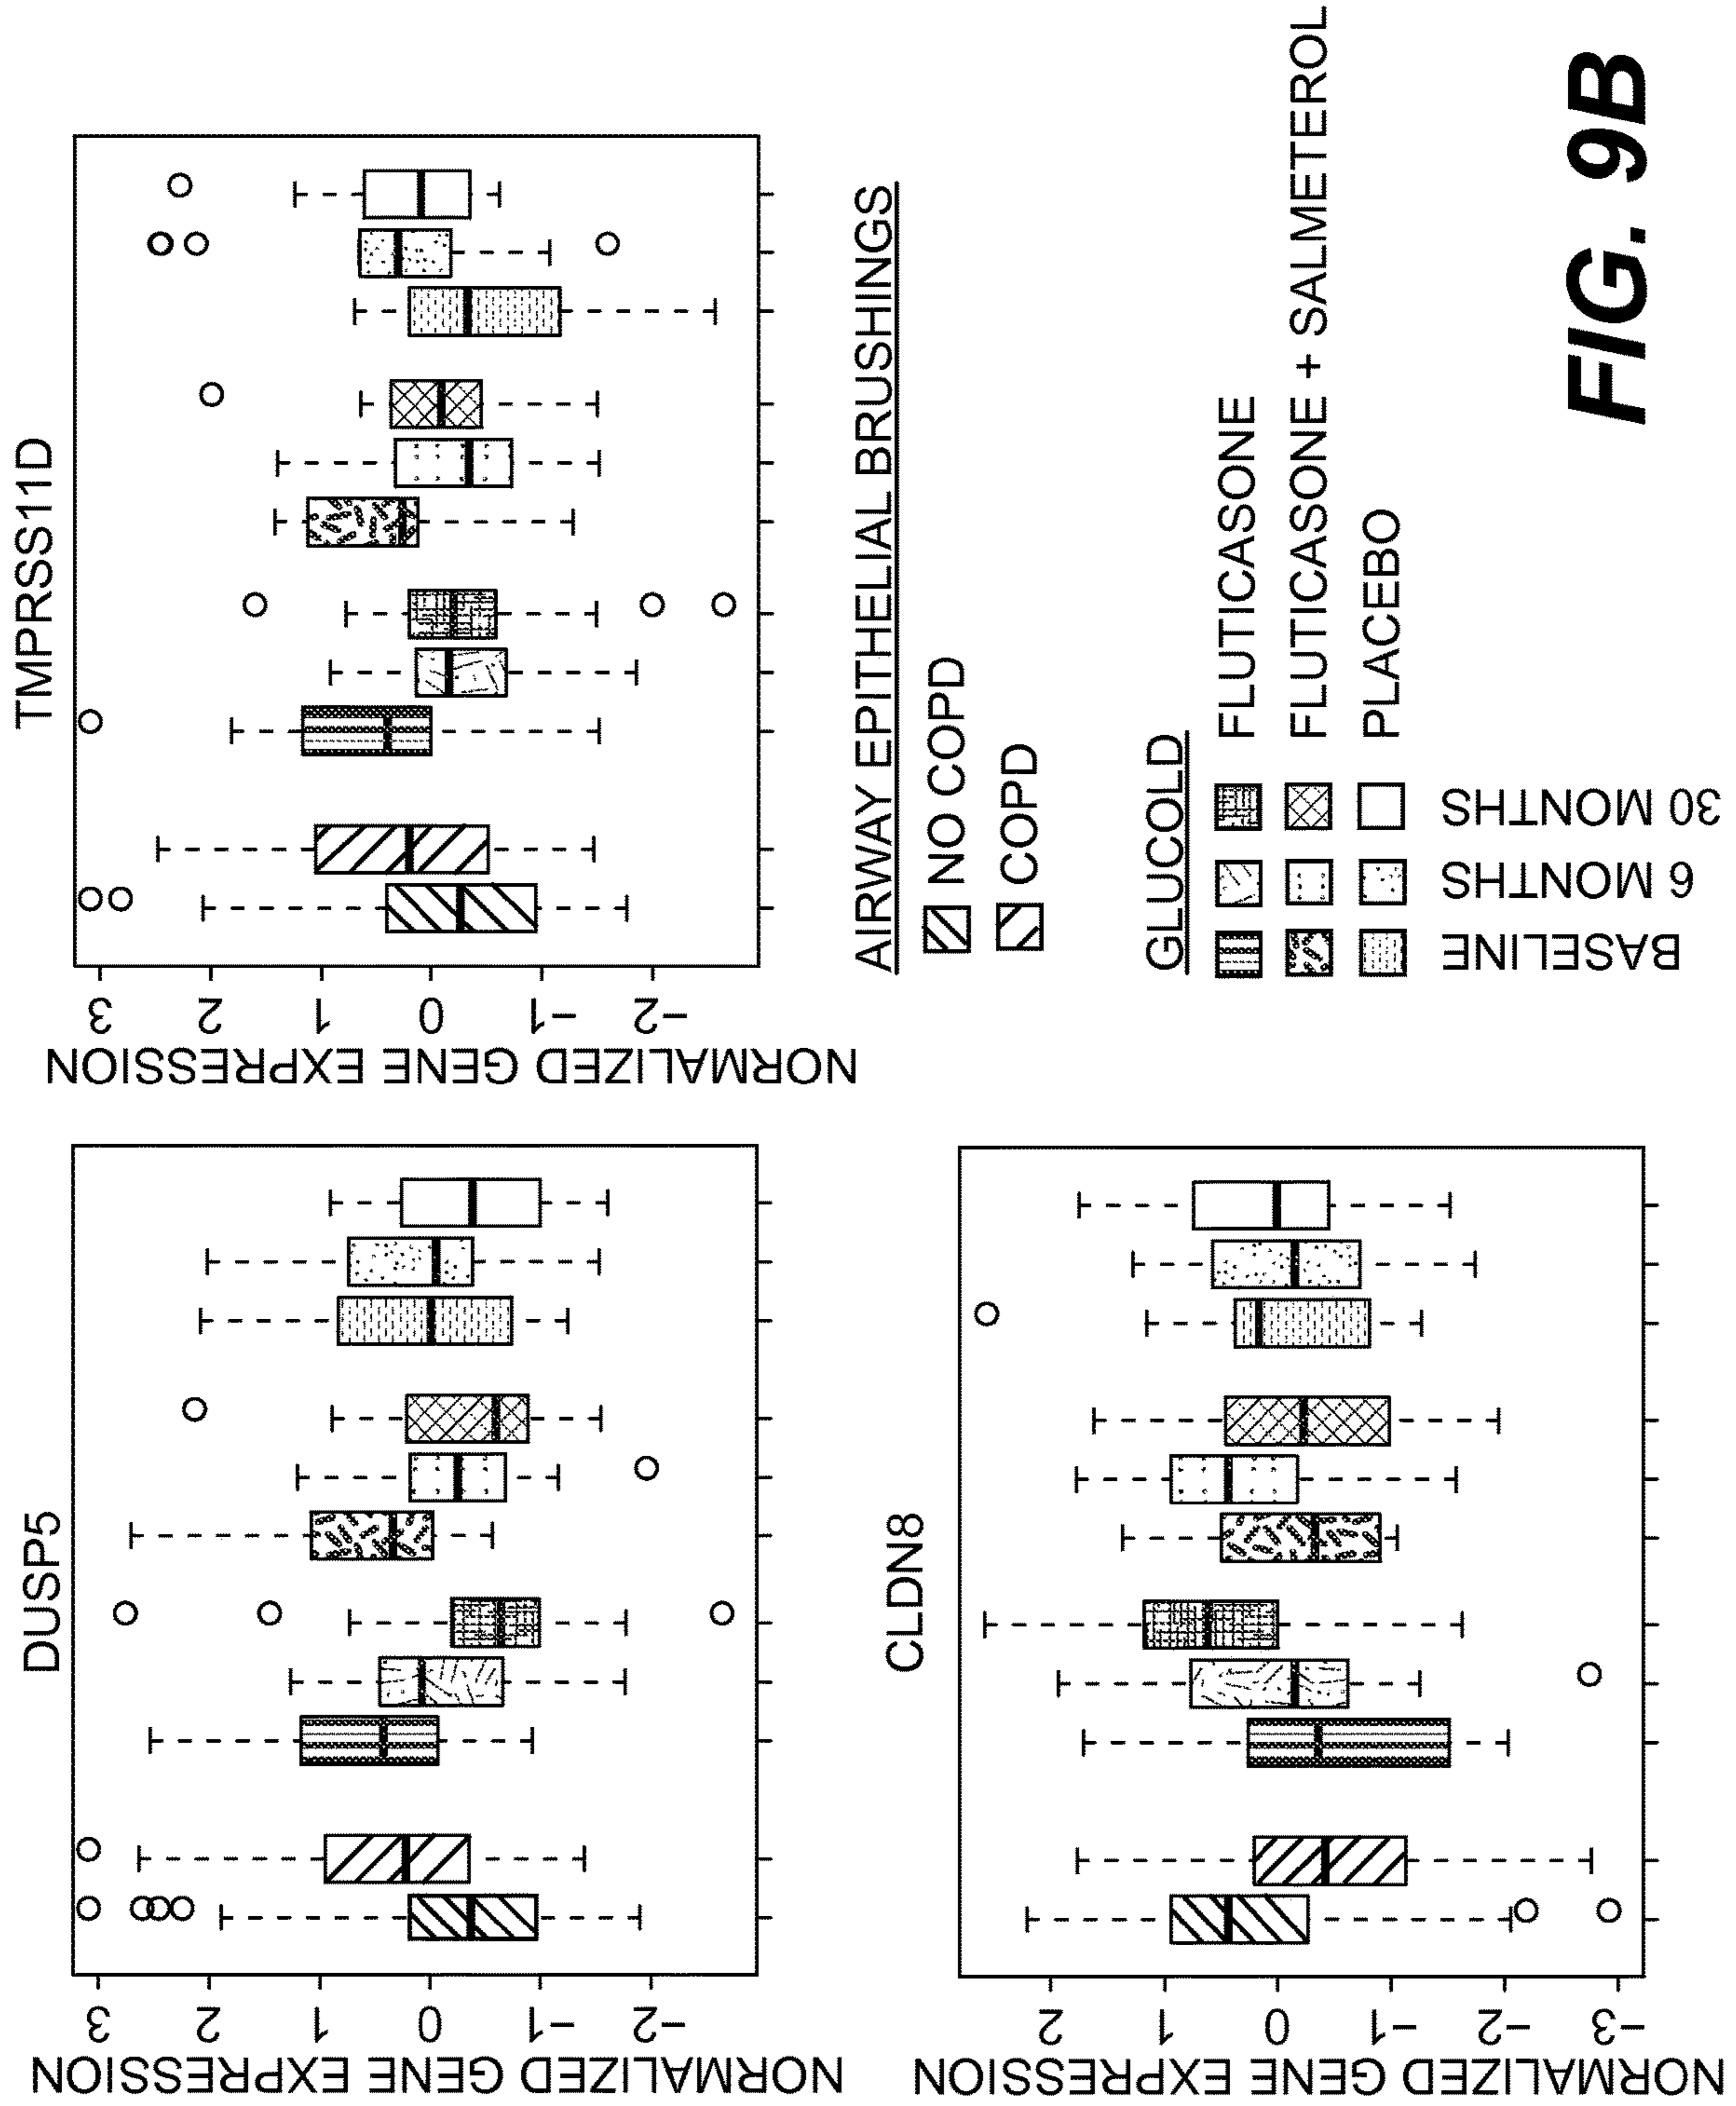 DUSP5
NORMALIZED GENE EXPRESSION
3
2
1
0
-1
-2
TMPRSS11D
NORMALIZED GENE EXPRESSION
3
2
1
0
-1
-2
CLDN8
NORMALIZED GENE EXPRESSION
2
1
0
-1
-2
-3
AIRWAY EPITHELIAL BRUSHINGS
NO COPD
COPD
GLUCOLD
FLUTICASONE
FLUTICASONE + SALMETEROL
PLACEBO
BASELINE
6 MONTHS
30 MONTHS
FIG. 9B